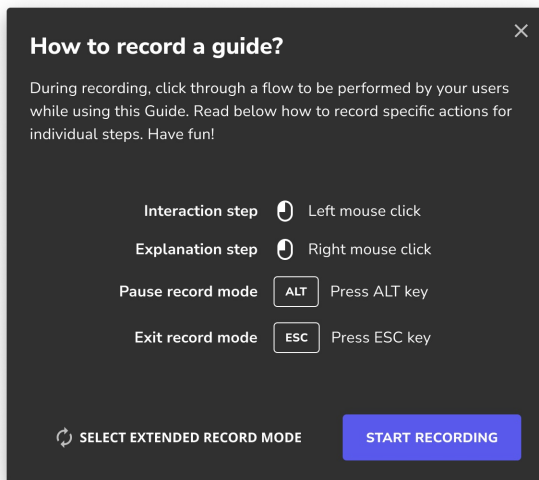 How to record a guide?
During recording, click through a flow to be performed by your users
while using this Guide. Read below how to record specific actions for
individual steps. Have fun!
Interaction step Left mouse click
Explanation step Right mouse click
Pause record mode ALT Press ALT key
Exit record mode ESC Press ESC key
SELECT EXTENDED RECORD MODE START RECORDING